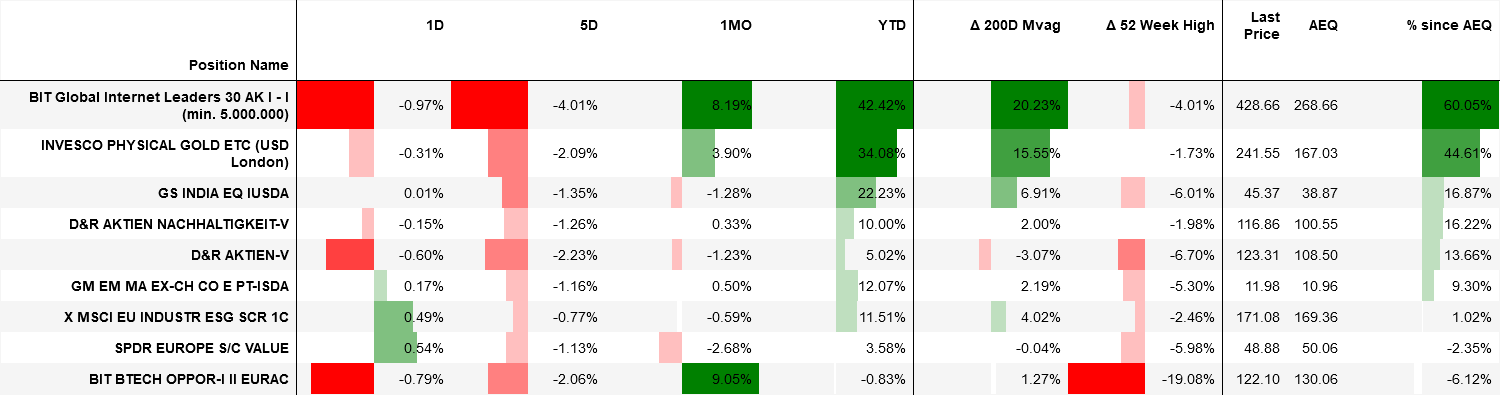 Position Name 1D 5D 1MO YTD Δ 200D Mvag Δ 52 Week High Last Price AEQ % since AEQ
BIT Global Internet Leaders 30 AK I - I (min. 5.000.000) -0.97% -4.01% 8.19% 42.42% 20.23% -4.01% 428.66 268.66 60.05%
INVESCO PHYSICAL GOLD ETC (USD London) -0.31% -2.09% 3.90% 34.08% 15.55% -1.73% 241.55 167.03 44.61%
GS INDIA EQ IUSDA 0.01% -1.35% -1.28% 22.23% 6.91% -6.01% 45.37 38.87 16.87%
D&R AKTIEN NACHHALTIGKEIT-V -0.15% -1.26% 0.33% 10.00% 2.00% -1.98% 116.86 100.55 16.22%
D&R AKTIEN-V -0.60% -2.23% -1.23% 5.02% -3.07% -6.70% 123.31 108.50 13.66%
GM EM MA EX-CH CO E PT-ISDA 0.17% -1.16% 0.50% 12.07% 2.19% -5.30% 11.98 10.96 9.30%
X MSCI EU INDUSTR ESG SCR 1C 0.49% -0.77% -0.59% 11.51% 4.02% -2.46% 171.08 169.36 1.02%
SPDR EUROPE S/C VALUE 0.54% -1.13% -2.68% 3.58% -0.04% -5.98% 48.88 50.06 -2.35%
BIT BTECH OPPOR-I II EURAC -0.79% -2.06% 9.05% -0.83% 1.27% -19.08% 122.10 130.06 -6.12%